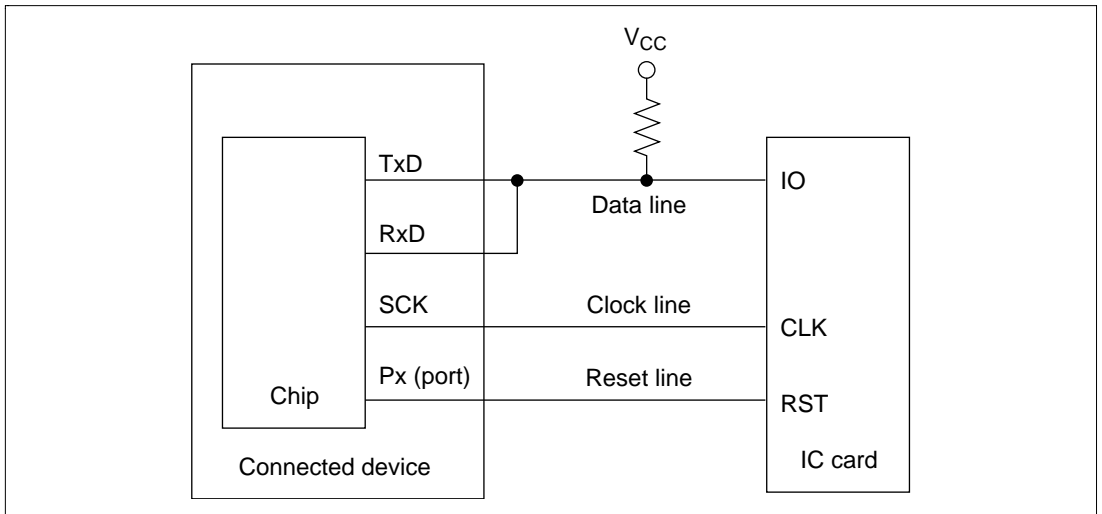 VCC
TxD
IO
Data line
RxD
SCK
Clock line
CLK
Px (port)
Reset line
RST
Chip
Connected device
IC card